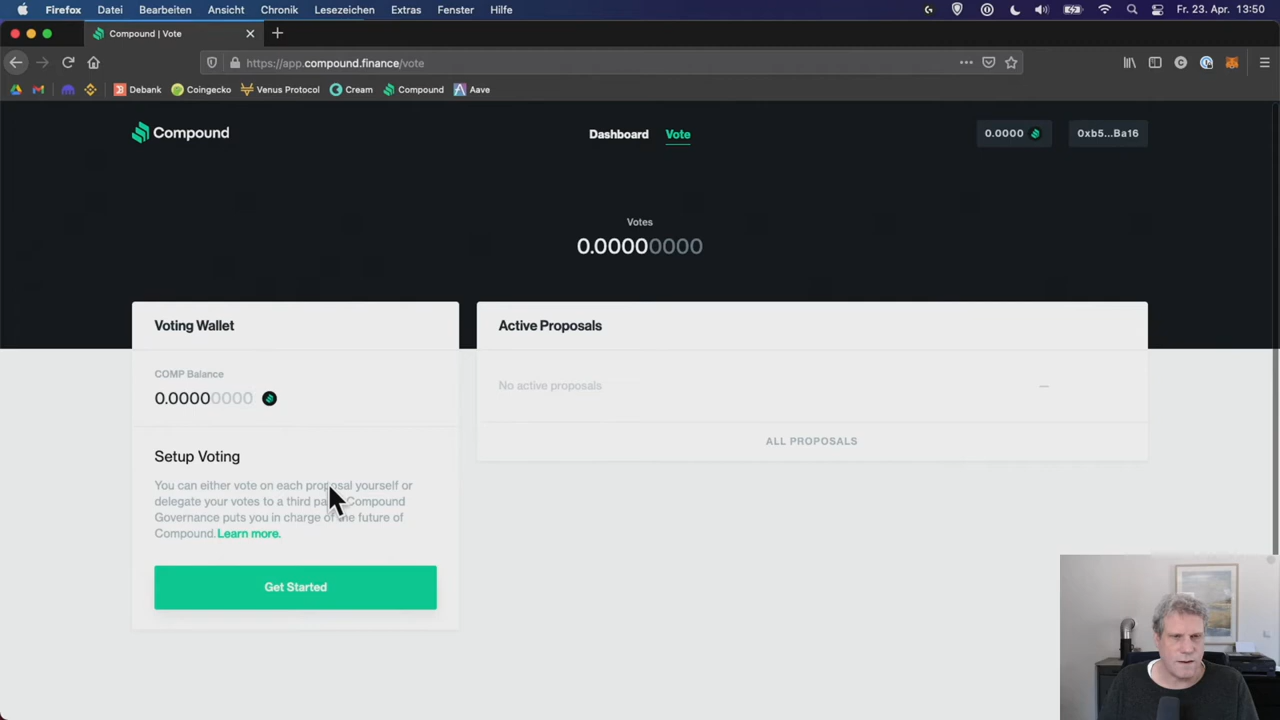 Firefox Datei Bearbeiten Ansicht Chronik Lesezeichen Extras Fenster Hilfe Fr. 23. Apr. 13:50
Compound | Vote
https://app.compound.finance/vote
Debank Coingecko Venus Protocol Cream Compound Aave
Compound Dashboard Vote 0.0000 0xb5...Ba16
Votes
0.00000000
Voting Wallet
COMP Balance
0.00000000
Setup Voting
You can either vote on each proposal yourself or
delegate your votes to a third Compound
Governance puts you in charge of the future of
Compound. Learn more.
Get Started
Active Proposals
No active proposals —
ALL PROPOSALS